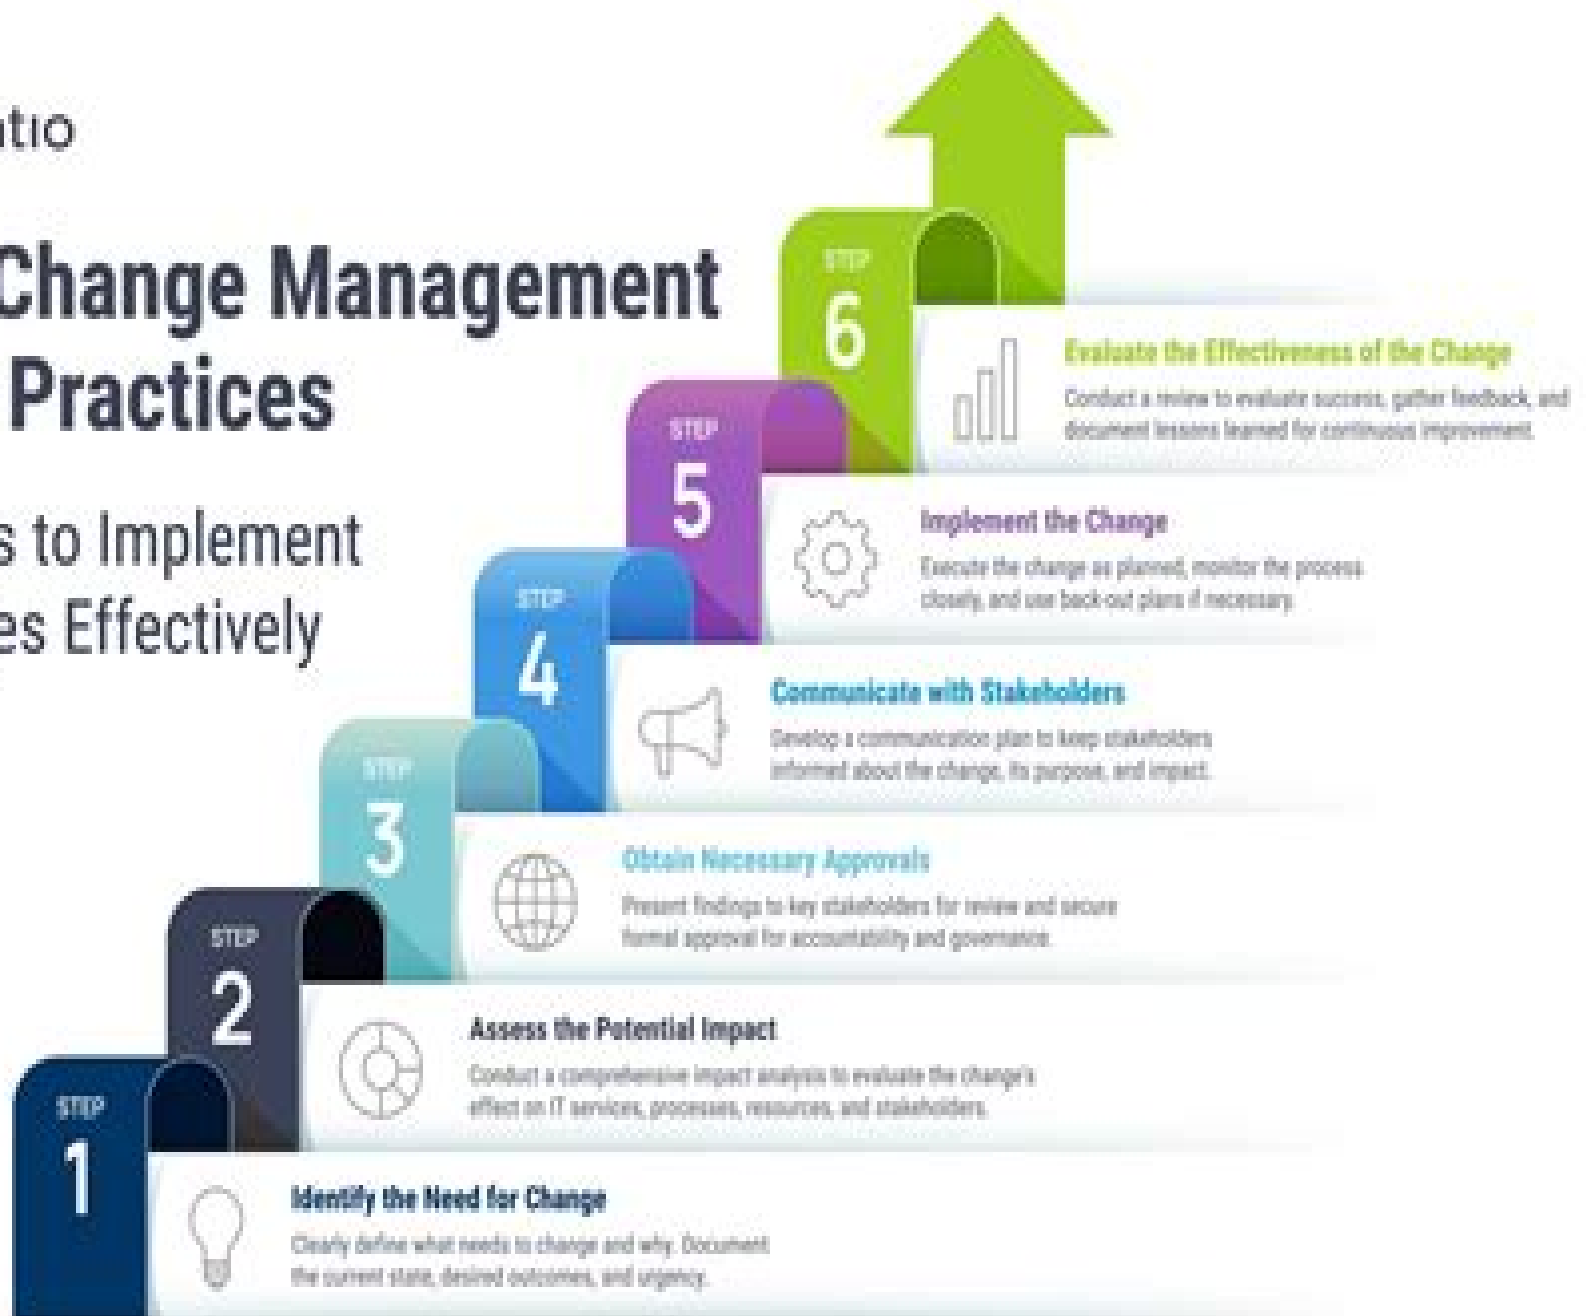 tio
Change Management
Practices
s to Implement
es Effectively
STEP
6
Evaluate the Effectiveness of the Change
Conduct a review to evaluate success, gather feedback, and
document lessons learned for continuous improvement.
STEP
5
Implement the Change
Execute the change as planned, monitor the process
closely, and use back-out plans if necessary.
STEP
4
Communicate with Stakeholders
Develop a communication plan to keep stakeholders
informed about the change, its purpose, and impact.
STEP
3
Obtain Necessary Approvals
Present findings to key stakeholders for review and secure
formal approval for accountability and governance.
STEP
2
Assess the Potential Impact
Conduct a comprehensive impact analysis to evaluate the change's
effect on IT services, processes, resources, and stakeholders.
STEP
1
Identify the Need for Change
Clearly define what needs to change and why. Document
the current state, desired outcomes, and urgency.